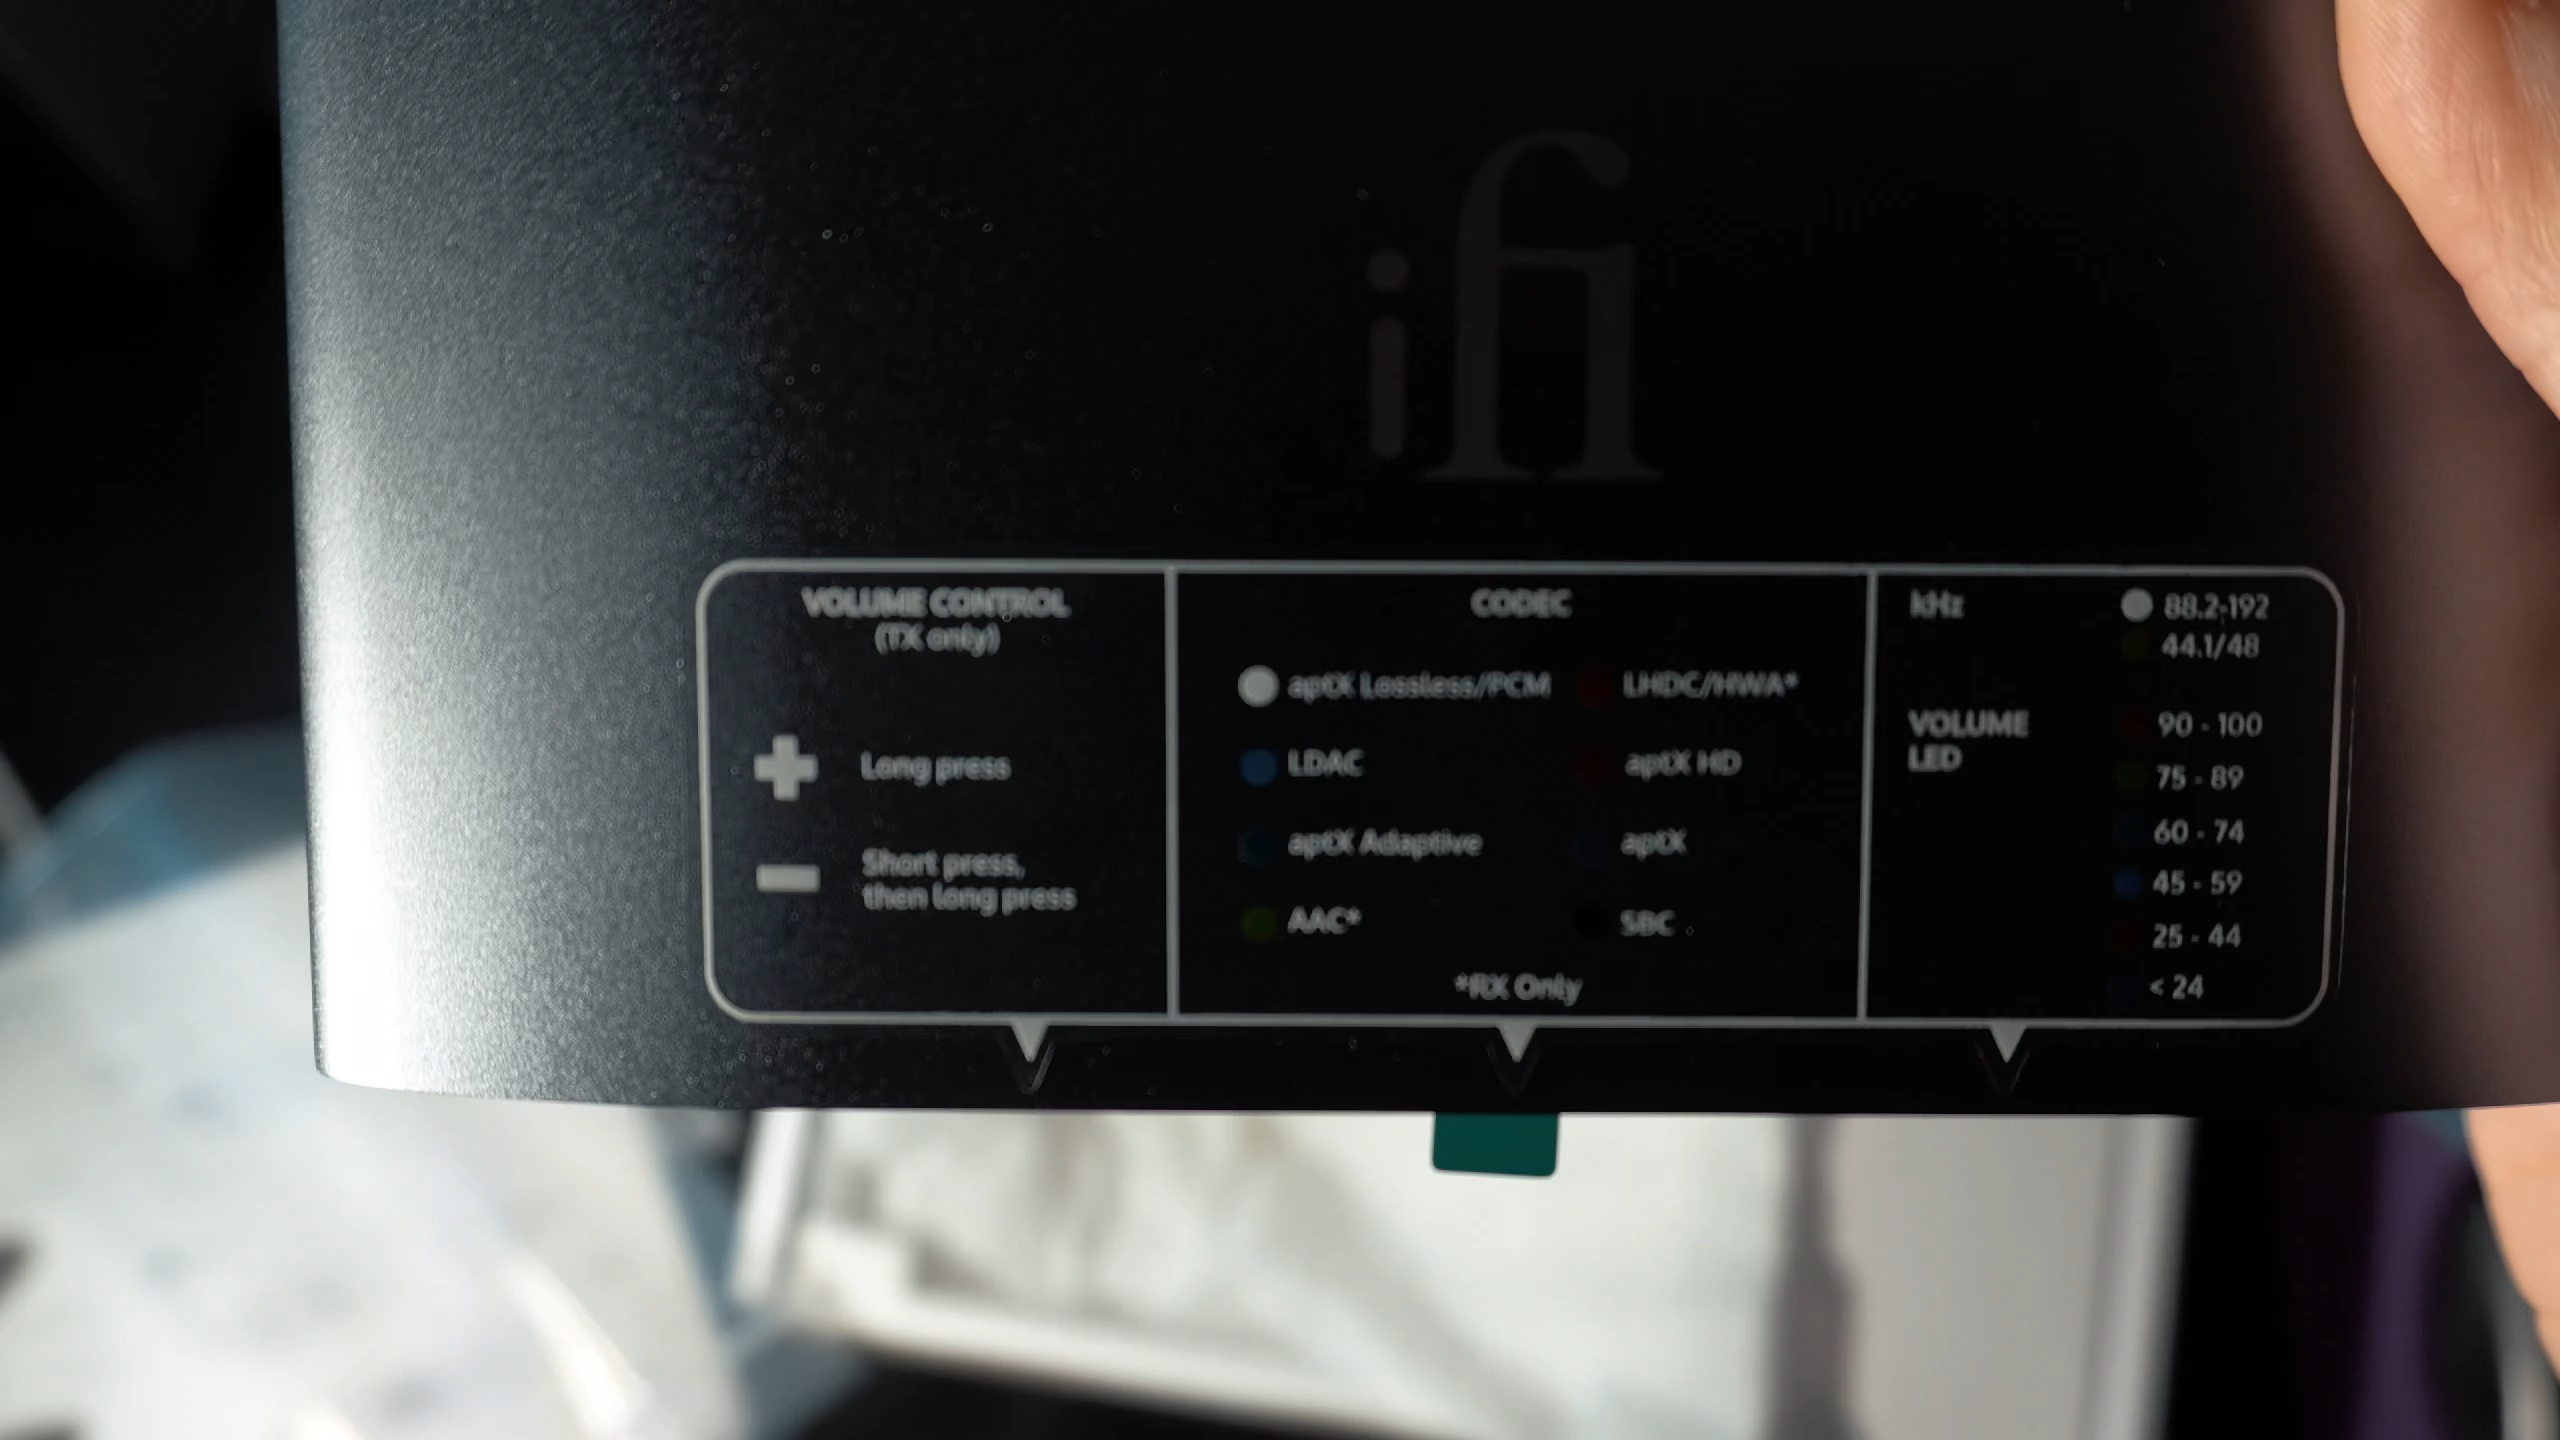 ifi
VOLUME CONTROL
(TX only)
Long press
Short press,
then long press
CODEC
aptX Lossless/PCM
LHDC/HWA*
LDAC
aptX HD
aptX Adaptive
aptX
AAC*
SBC
*RX Only
kHz
88.2-192
44.1/48
VOLUME
LED
90 - 100
75 - 89
60 - 74
45 - 59
25 - 44
< 24